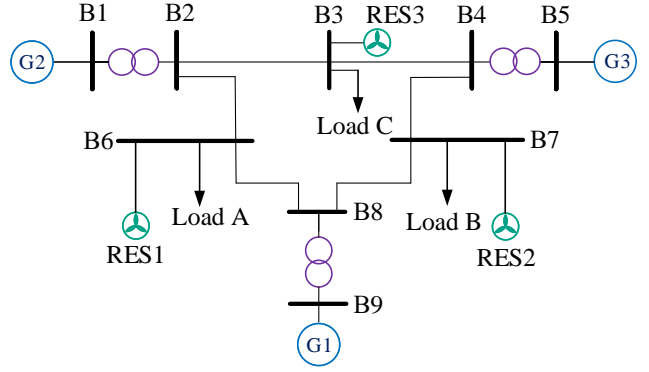 B1
B2
B3
RES3
B4
B5
G2
G3
Load C
B6
B7
Load A
B8
Load B
RES1
RES2
B9
G1